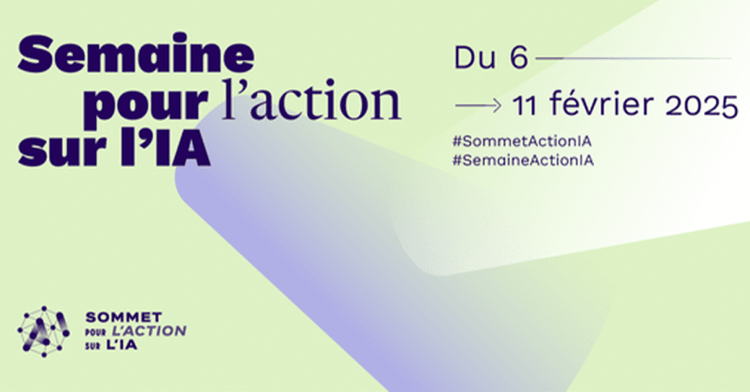 Semaine
pour l'action
sur l'IA
Du 6
→ 11 février 2025
#SommetActionIA
#SemaineActionIA
SOMMET
POUR L'ACTION
SUR L'IA